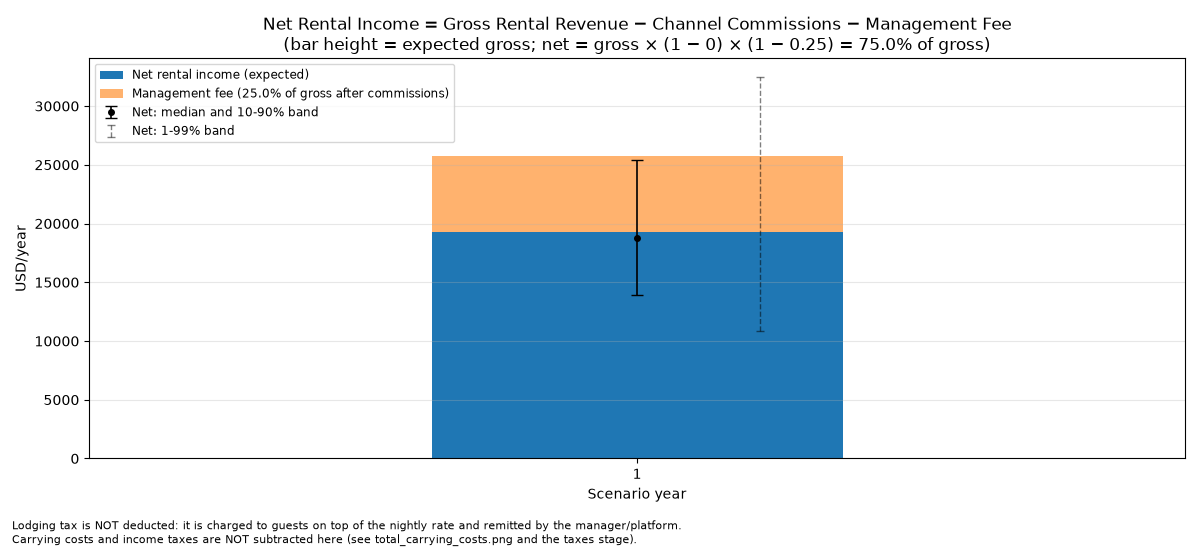 Net Rental Income = Gross Rental Revenue − Channel Commissions − Management Fee
(bar height = expected gross; net = gross × (1 − 0) × (1 − 0.25) = 75.0% of gross)
Net rental income (expected)
Management fee (25.0% of gross after commissions)
Net: median and 10-90% band
Net: 1-99% band
USD/year
30000
25000
20000
15000
10000
5000
0
1
Scenario year
Lodging tax is NOT deducted: it is charged to guests on top of the nightly rate and remitted by the manager/platform.
Carrying costs and income taxes are NOT subtracted here (see total_carrying_costs.png and the taxes stage).